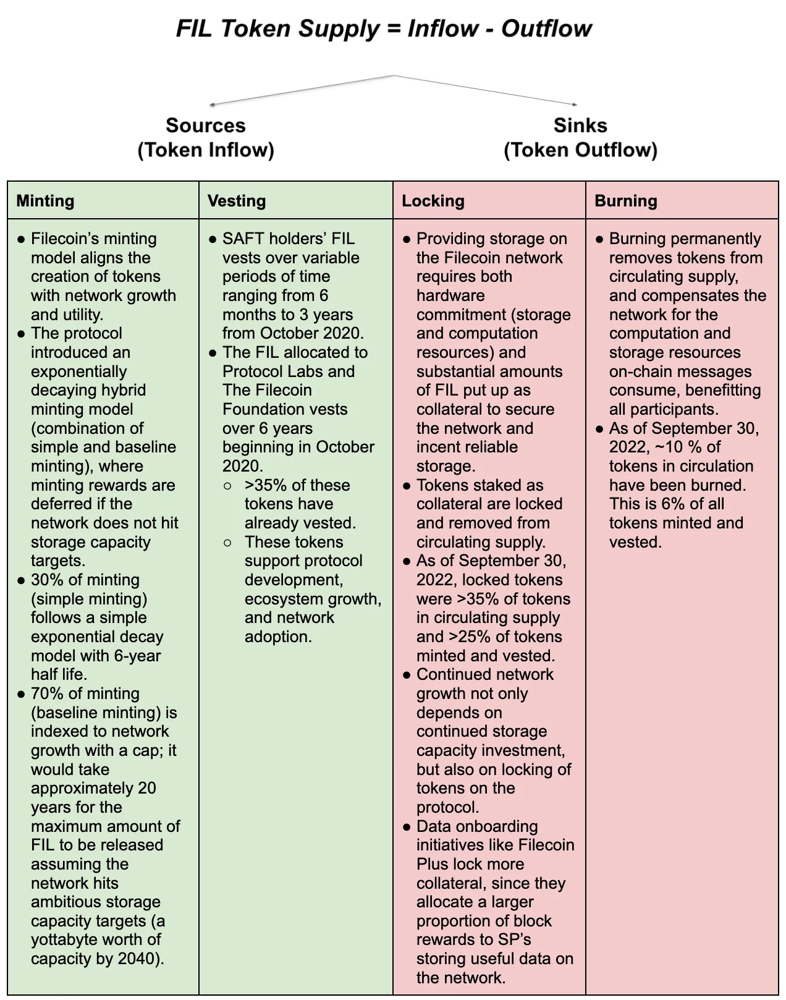 FIL Token Supply = Inflow - Outflow
Sources
(Token Inflow)
Sinks
(Token Outflow)
Minting
● Filecoin’s minting
model aligns the
creation of tokens
with network growth
and utility.
● The protocol
introduced an
exponentially
decaying hybrid
minting model
(combination of
simple and baseline
minting), where
minting rewards are
deferred if the
network does not hit
storage capacity
targets.
● 30% of minting
(simple minting)
follows a simple
exponential decay
model with 6-year
half life.
● 70% of minting
(baseline minting) is
indexed to network
growth with a cap; it
would take
approximately 20
years for the
maximum amount of
FIL to be released
assuming the
network hits
ambitious storage
capacity targets (a
yottabyte worth of
capacity by 2040).
Vesting
● SAFT holders’ FIL
vests over variable
periods of time
ranging from 6
months to 3 years
from October 2020.
● The FIL allocated to
Protocol Labs and
The Filecoin
Foundation vests
over 6 years
beginning in October
2020.
○ >35% of these
tokens have
already vested.
○ These tokens
support protocol
development,
ecosystem growth,
and network
adoption.
Locking
● Providing storage on
the Filecoin network
requires both
hardware
commitment (storage
and computation
resources) and
substantial amounts
of FIL put up as
collateral to secure
the network and
incent reliable
storage.
● Tokens staked as
collateral are locked
and removed from
circulating supply.
● As of September 30,
2022, locked tokens
were >35% of tokens
in circulating supply
and >25% of tokens
minted and vested.
● Continued network
growth not only
depends on
continued storage
capacity investment,
but also on locking of
tokens on the
protocol.
● Data onboarding
initiatives like Filecoin
Plus lock more
collateral, since they
allocate a larger
proportion of block
rewards to SP’s
storing useful data on
the network.
Burning
● Burning permanently
removes tokens from
circulating supply,
and compensates the
network for the
computation and
storage resources
on-chain messages
consume, benefitting
all participants.
● As of September 30,
2022, ~10 % of
tokens in circulation
have been burned.
This is 6% of all
tokens minted and
vested.